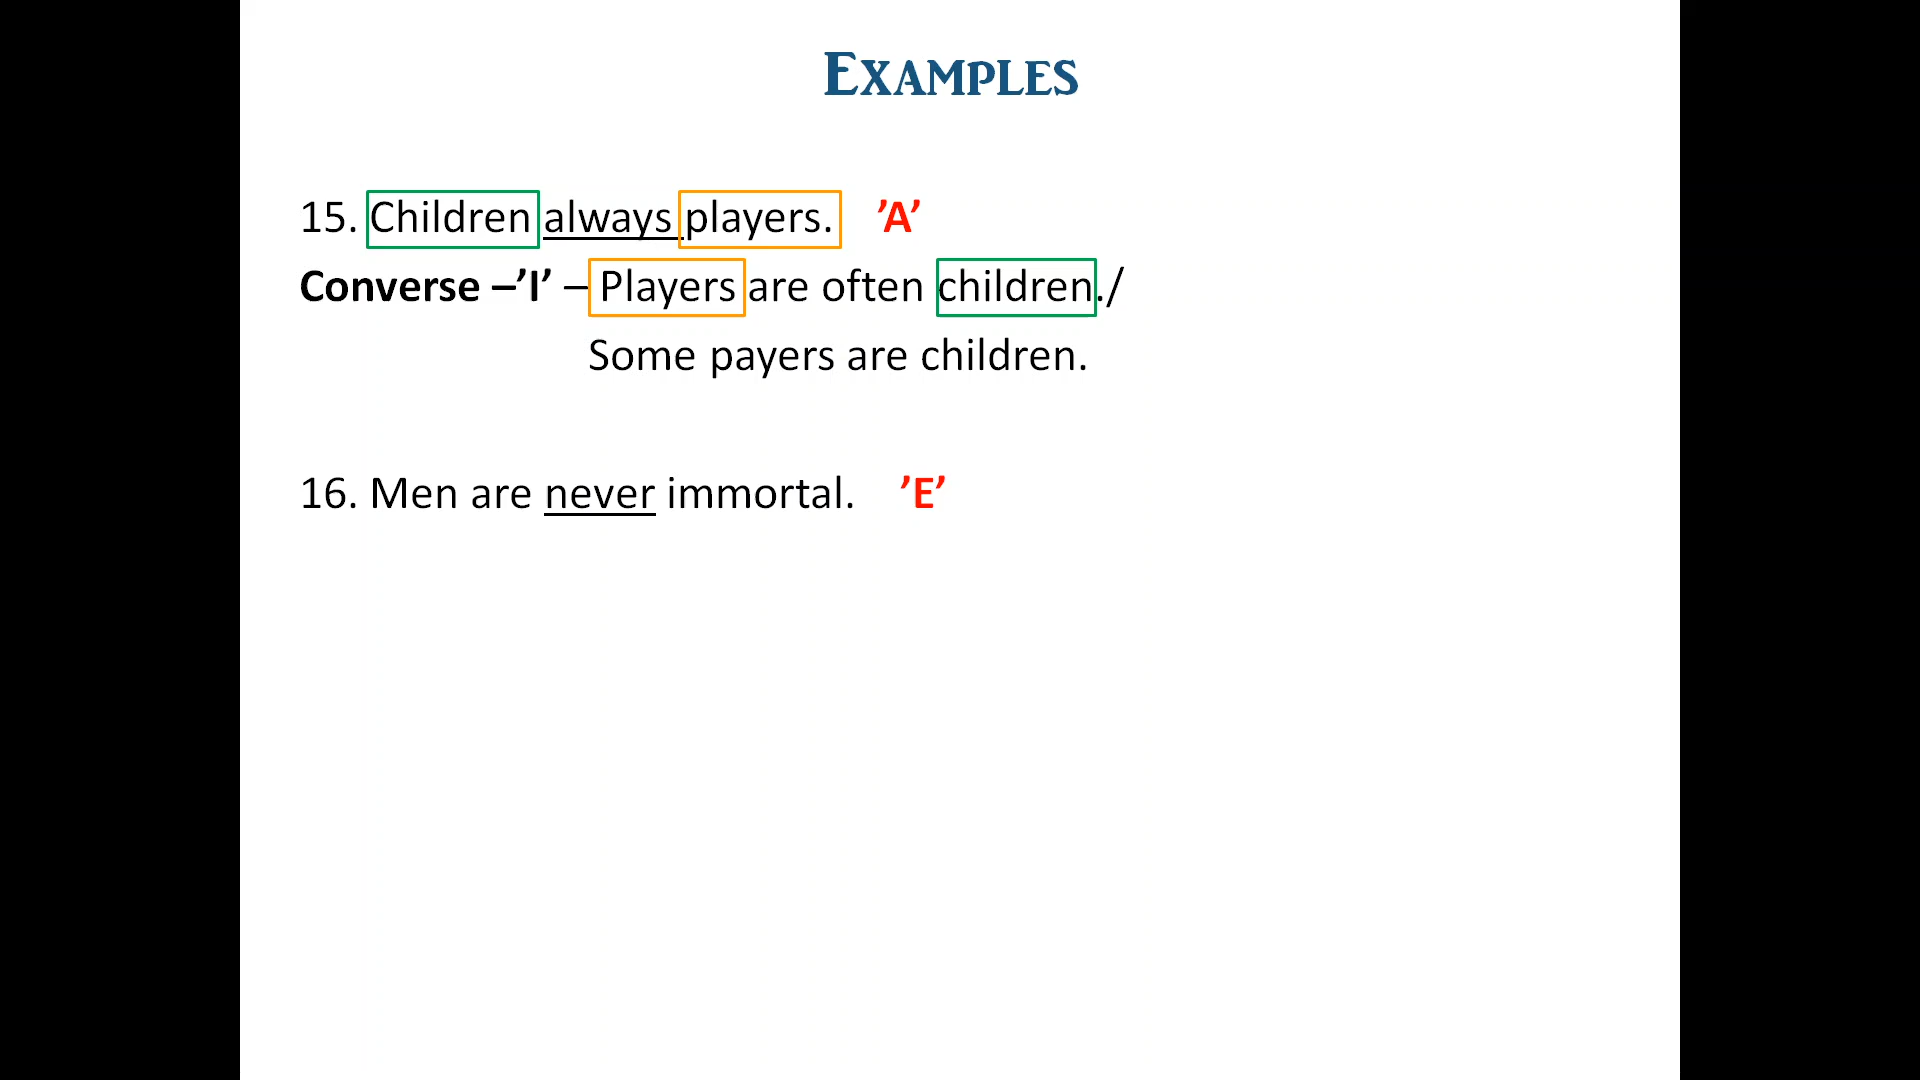 EXAMPLES
15. Children always players. ’A’
Converse –’I’ – Players are often children./
Some payers are children.
16. Men are never immortal. ’E’